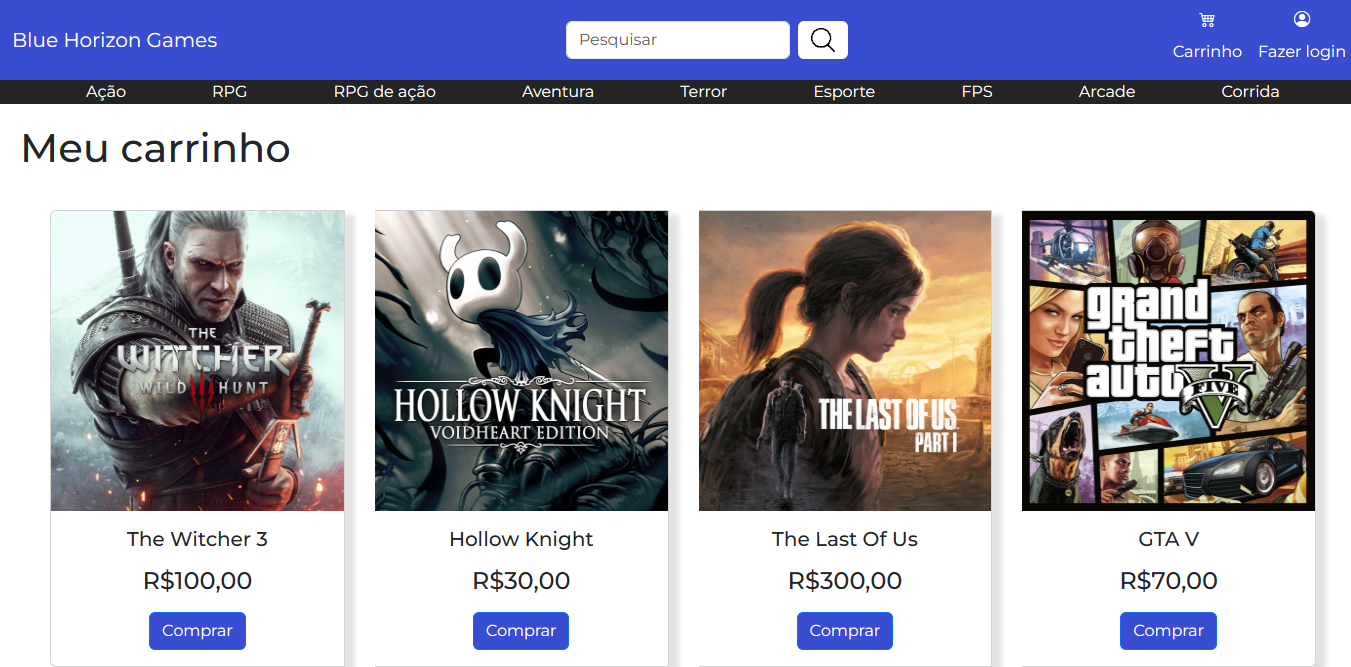 Blue Horizon Games
Pesquisar
Carrinho
Fazer login
Ação RPG RPG de ação Aventura Terror Esporte FPS Arcade Corrida
Meu carrinho
THE
WITCHER
WILD HUNT
HOLLOW KNIGHT
VOIDHEART EDITION
THE LAST OF US
PART I
grand
theft
auto
FIVE
The Witcher 3
R$100,00
Comprar
Hollow Knight
R$30,00
Comprar
The Last Of Us
R$300,00
Comprar
GTA V
R$70,00
Comprar